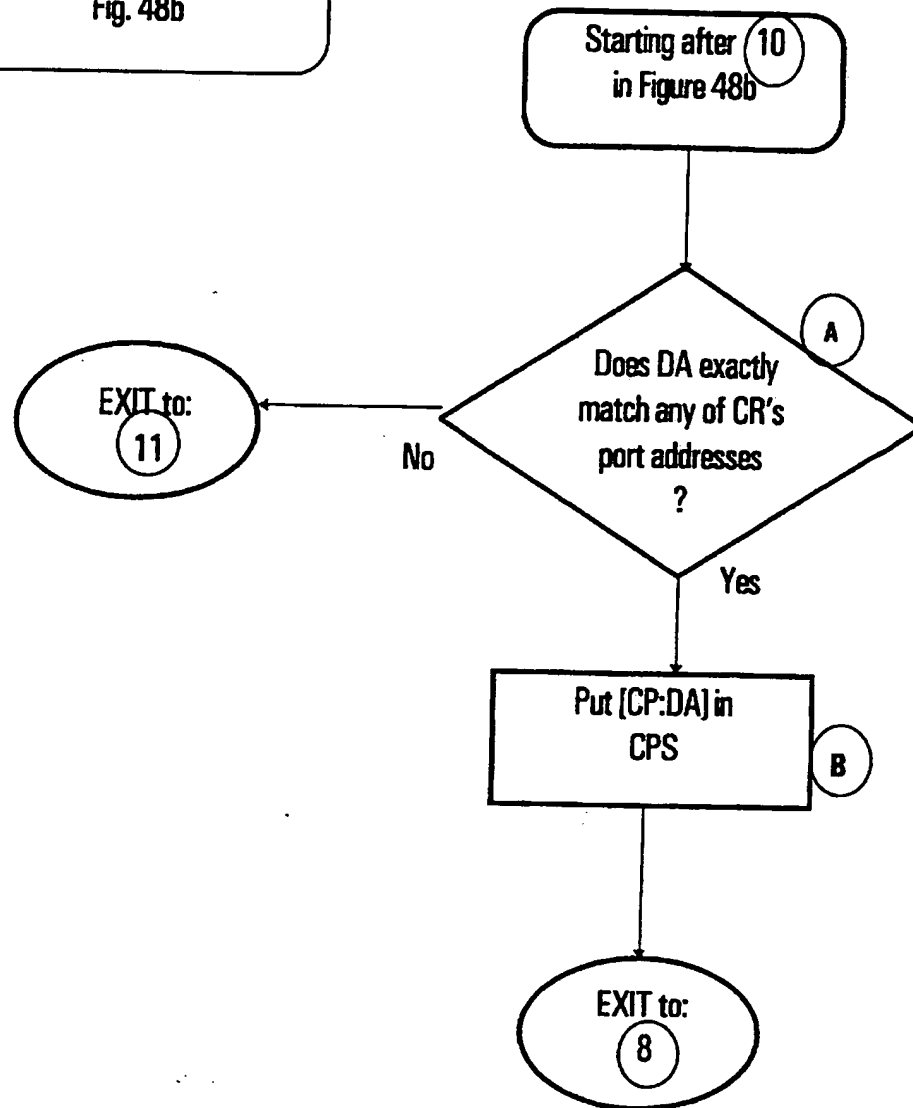 Fig. 48b
Starting after 10
in Figure 48b
A
Does DA exactly
match any of CR's
port addresses
?
EXIT to:
11
No
Yes
Put [CP:DA] in
CPS
B
EXIT to:
8